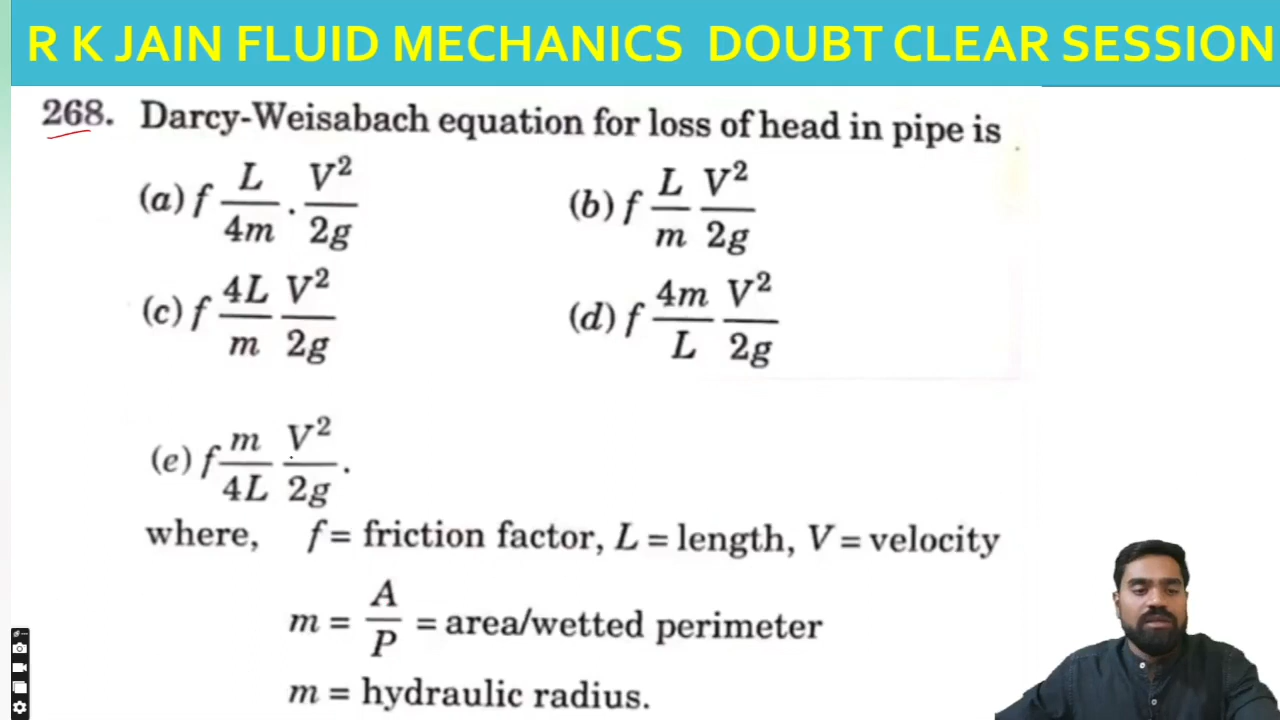 R K JAIN FLUID MECHANICS DOUBT CLEAR SESSION
268. Darcy-Weisabach equation for loss of head in pipe is
(a) f L/4m . V²/2g (b) f L/m V²/2g
(c) f 4L/m V²/2g (d) f 4m/L V²/2g
(e) f m/4L V²/2g.
where, f = friction factor, L = length, V = velocity
m = A/P = area/wetted perimeter
m = hydraulic radius.